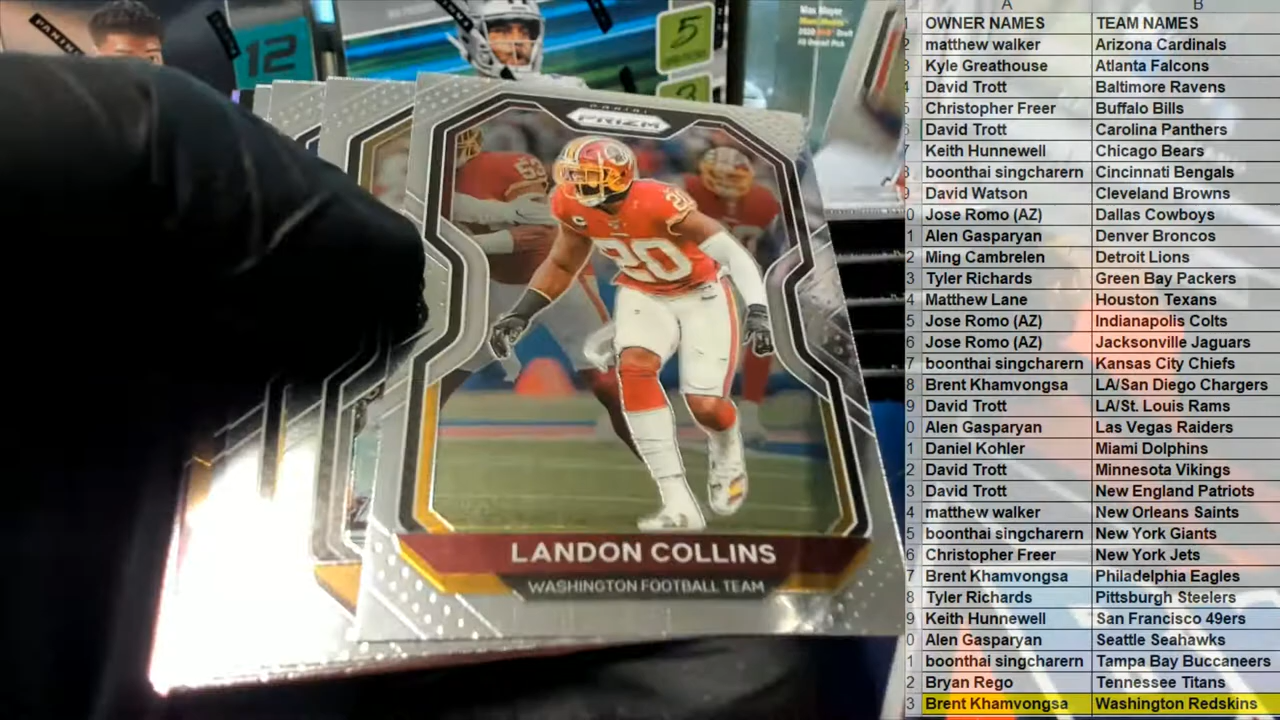 PANINI
12
5
PANINI
PRIZM
53
20
20
LANDON COLLINS
WASHINGTON FOOTBALL TEAM
A B
OWNER NAMES TEAM NAMES
matthew walker Arizona Cardinals
Kyle Greathouse Atlanta Falcons
David Trott Baltimore Ravens
Christopher Freer Buffalo Bills
David Trott Carolina Panthers
Keith Hunnewell Chicago Bears
boonthai singcharern Cincinnati Bengals
David Watson Cleveland Browns
Jose Romo (AZ) Dallas Cowboys
Alen Gasparyan Denver Broncos
Ming Cambrelen Detroit Lions
Tyler Richards Green Bay Packers
Matthew Lane Houston Texans
Jose Romo (AZ) Indianapolis Colts
Jose Romo (AZ) Jacksonville Jaguars
boonthai singcharern Kansas City Chiefs
Brent Khamvongsa LA/San Diego Chargers
David Trott LA/St. Louis Rams
Alen Gasparyan Las Vegas Raiders
Daniel Kohler Miami Dolphins
David Trott Minnesota Vikings
David Trott New England Patriots
matthew walker New Orleans Saints
boonthai singcharern New York Giants
Christopher Freer New York Jets
Brent Khamvongsa Philadelphia Eagles
Tyler Richards Pittsburgh Steelers
Keith Hunnewell San Francisco 49ers
Alen Gasparyan Seattle Seahawks
boonthai singcharern Tampa Bay Buccaneers
Bryan Rego Tennessee Titans
Brent Khamvongsa Washington Redskins